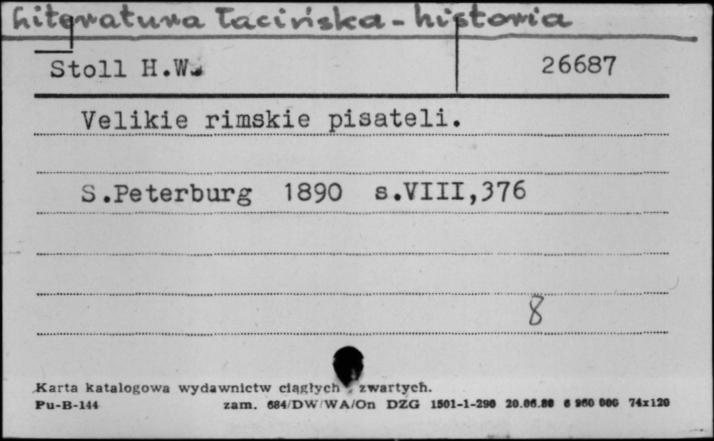 Literatura łacińska - historia
Stoll H.W. 26687
Velikie rimskie pisateli.
S.Peterburg 1890 s.VIII,376
8
Karta katalogowa wydawnictw ciągłych i zwartych.
Pu-B-144 zam. 684/DW/WA/On DZG 1501-1-290 20.06.80 6 960 000 74x120